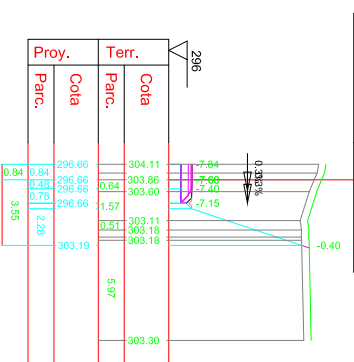 Proy. Terr.
296
Parc. Cota Parc. Cota
296.66 304.11 -7.84
0.84 0.84
296.66 303.86 -7.60
0.48 0.64
296.66 303.60 -7.40
0.78
296.66 1.57 -7.15
3.55 2.26
303.11
0.51 303.18
303.19 303.18 -0.40
5.97
303.30